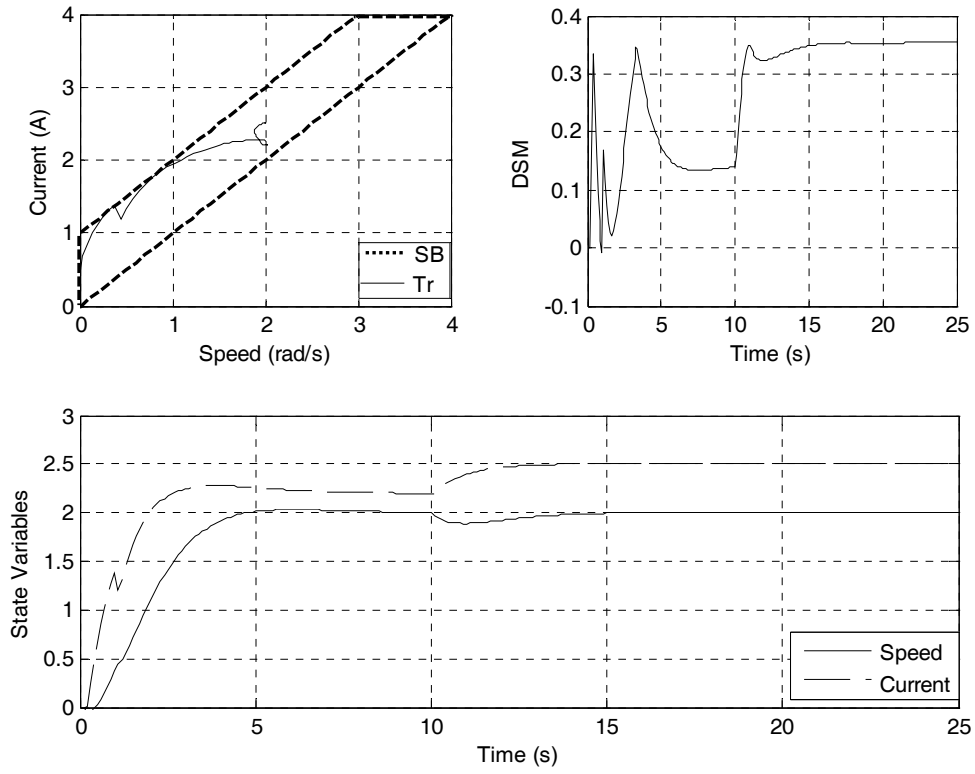 4
3
2
1
0
0 1 2 3 4
Current (A)
Speed (rad/s)
SB
Tr
0.4
0.3
0.2
0.1
0
-0.1
0 5 10 15 20 25
DSM
Time (s)
3
2.5
2
1.5
1
0.5
0
0 5 10 15 20 25
State Variables
Time (s)
Speed
Current